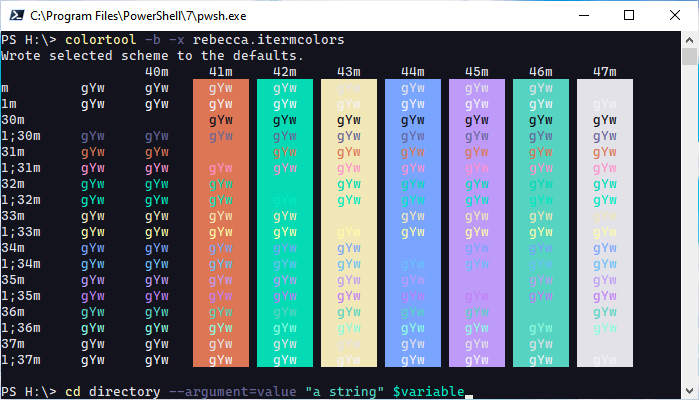 C:\Program Files\PowerShell\7\pwsh.exe
PS H:\> colortool -b -x rebecca.itermcolors
Wrote selected scheme to the defaults.
40m 41m 42m 43m 44m 45m 46m 47m
m gYw gYw gYw gYw gYw gYw gYw gYw
1m gYw gYw gYw gYw gYw gYw gYw gYw gYw
30m gYw gYw gYw gYw gYw gYw gYw
1;30m gYw gYw gYw gYw gYw gYw gYw gYw gYw
31m gYw gYw gYw gYw gYw gYw gYw gYw
1;31m gYw gYw gYw gYw gYw gYw gYw gYw gYw
32m gYw gYw gYw gYw gYw gYw gYw gYw
1;32m gYw gYw gYw gYw gYw gYw gYw gYw
33m gYw gYw gYw gYw gYw gYw gYw gYw
1;33m gYw gYw gYw gYw gYw gYw gYw gYw gYw
34m gYw gYw gYw gYw gYw gYw gYw gYw
1;34m gYw gYw gYw gYw gYw gYw gYw gYw gYw
35m gYw gYw gYw gYw gYw gYw gYw gYw
1;35m gYw gYw gYw gYw gYw gYw gYw gYw gYw
36m gYw gYw gYw gYw gYw gYw gYw gYw
1;36m gYw gYw gYw gYw gYw gYw gYw gYw gYw
37m gYw gYw gYw gYw gYw gYw gYw gYw
1;37m gYw gYw gYw gYw gYw gYw gYw gYw gYw
PS H:\> cd directory --argument=value "a string" $variable